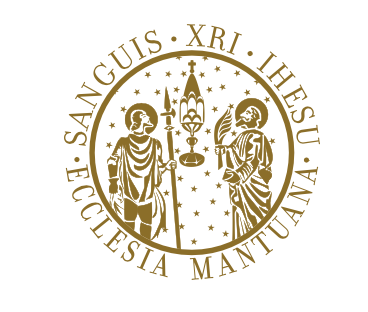 · SANGUIS · XRI · IHESU ·
ECCLESIA MANTUANA